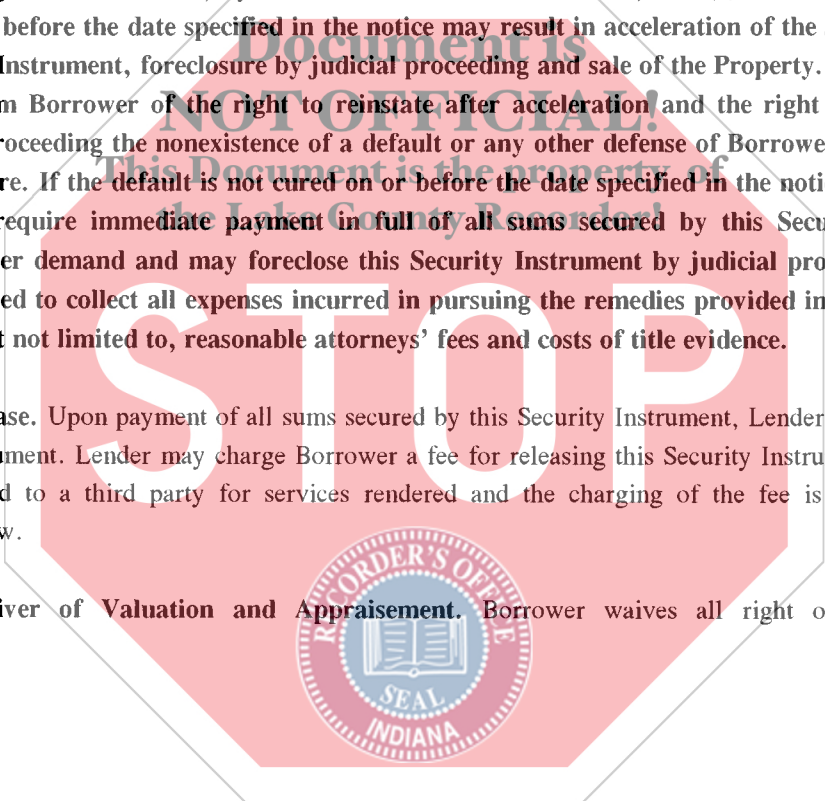 before the date specified in the notice may result in acceleration of the
Document is
Instrument, foreclosure by judicial proceeding and sale of the Property.
m Borrower of the right to reinstate after acceleration and the right
NOT OFFICIAL!
roceeding the nonexistence of a default or any other defense of Borrowe
This Document is the property of
re. If the default is not cured on or before the date specified in the noti
the Lake County Recorder!
require immediate payment in full of all sums secured by this Secu
er demand and may foreclose this Security Instrument by judicial pro
ed to collect all expenses incurred in pursuing the remedies provided in
t not limited to, reasonable attorneys' fees and costs of title evidence.
STOP
ase. Upon payment of all sums secured by this Security Instrument, Lender
ument. Lender may charge Borrower a fee for releasing this Security Instru
d to a third party for services rendered and the charging of the fee is
w.
RECORDER'S OFFICE
iver of Valuation and Appraisement. Borrower waives all right o
SEAL
INDIANA